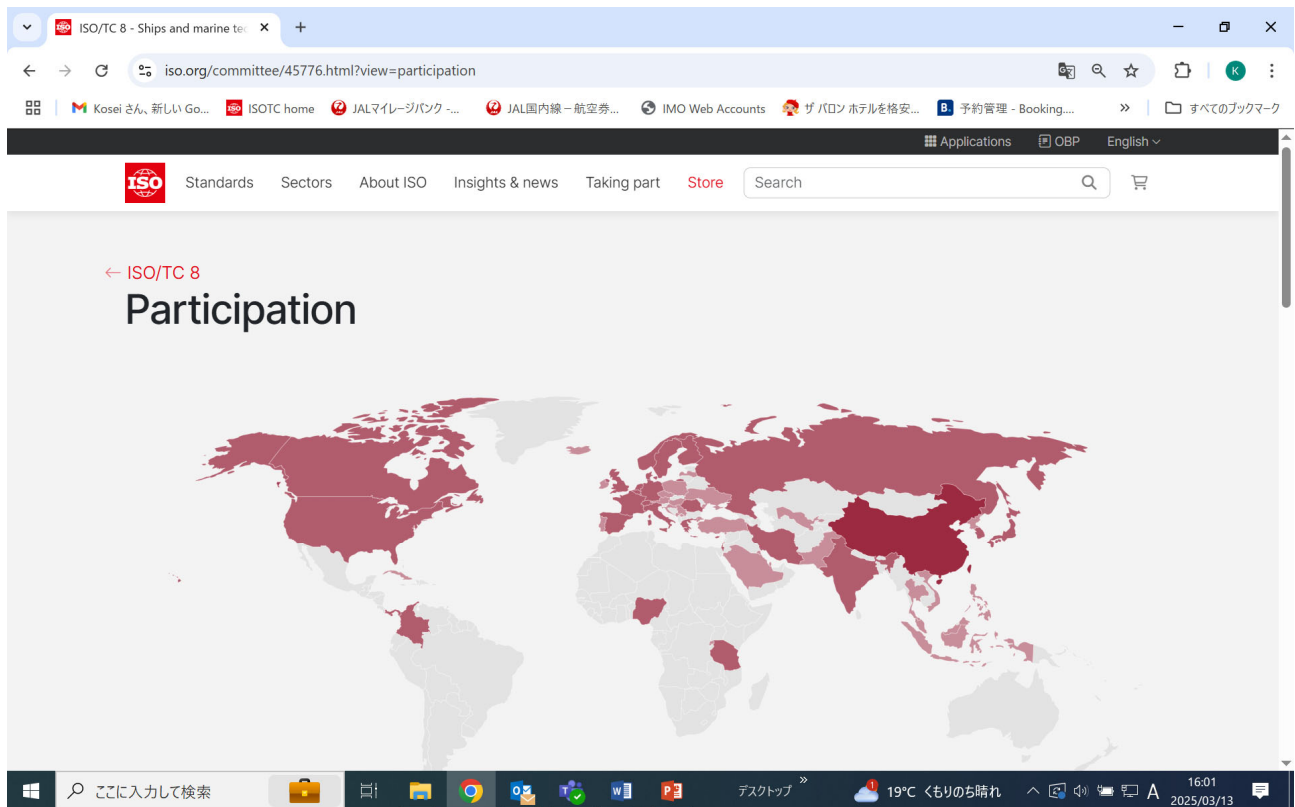 ISO/TC 8 - Ships and marine tec
iso.org/committee/45776.html?view=participation
K
Kosei さん、新しい Go...
ISO ISOTC home
JALマイレージバンク -...
JAL国内線－航空券...
IMO Web Accounts
ザ バロン ホテルを格安...
B. 予約管理 - Booking....
»
すべてのブックマーク
Applications
OBP
English
ISO
Standards
Sectors
About ISO
Insights & news
Taking part
Store
Search
← ISO/TC 8
Participation
ここに入力して検索
デスクトップ
»
1
19°C くもりのち晴れ
A
16:01
2025/03/13